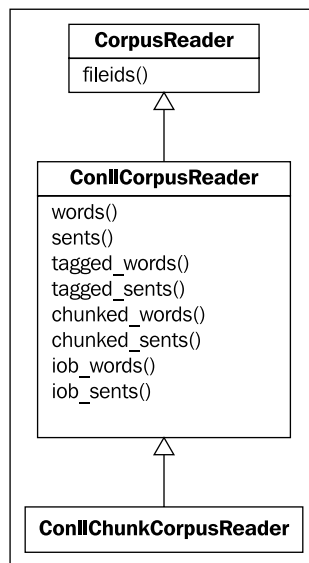 CorpusReader
fileids()
ConllCorpusReader
words()
sents()
tagged_words()
tagged_sents()
chunked_words()
chunked_sents()
iob_words()
iob_sents()
ConllChunkCorpusReader